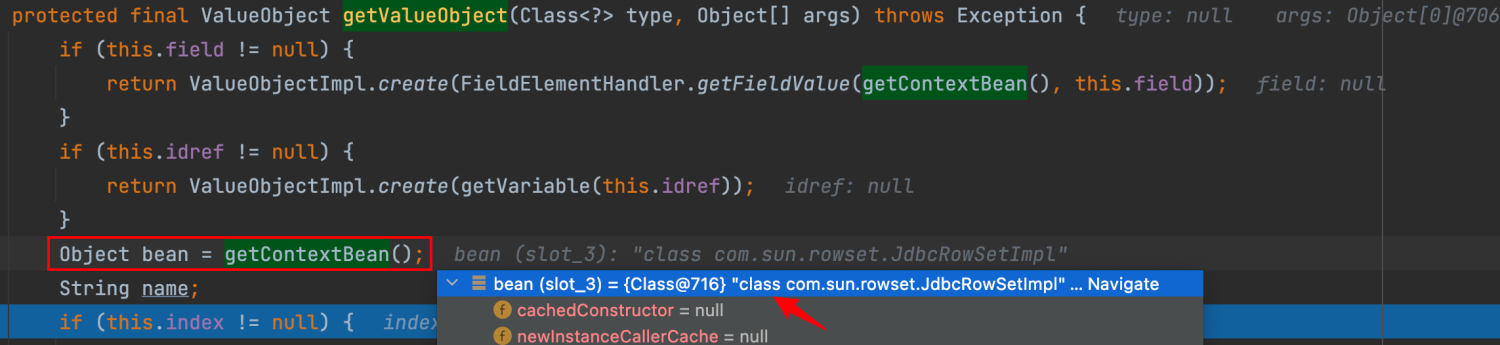 protected final ValueObject getValueObject(Class<?> type, Object[] args) throws Exception {   type: null   args: Object[0]@706
    if (this.field != null) {
        return ValueObjectImpl.create(FieldElementHandler.getFieldValue(getContextBean(), this.field));   field: null
    }
    if (this.idref != null) {
        return ValueObjectImpl.create(getVariable(this.idref));   idref: null
    }
    Object bean = getContextBean();   bean (slot_3): "class com.sun.rowset.JdbcRowSetImpl"
    String name;
bean (slot_3) = {Class@716} "class com.sun.rowset.JdbcRowSetImpl" ... Navigate
    if (this.index != null) {   index
f cachedConstructor = null
f newInstanceCallerCache = null